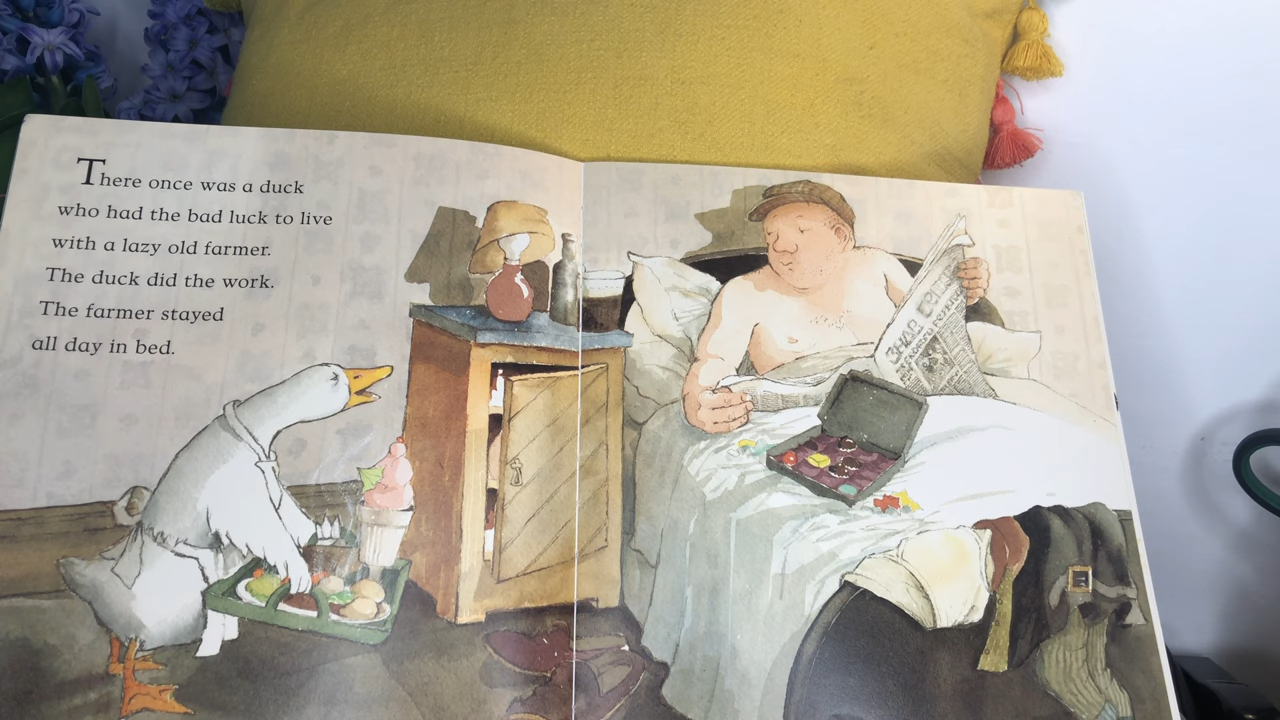 There once was a duck
who had the bad luck to live
with a lazy old farmer.
The duck did the work.
The farmer stayed
all day in bed.